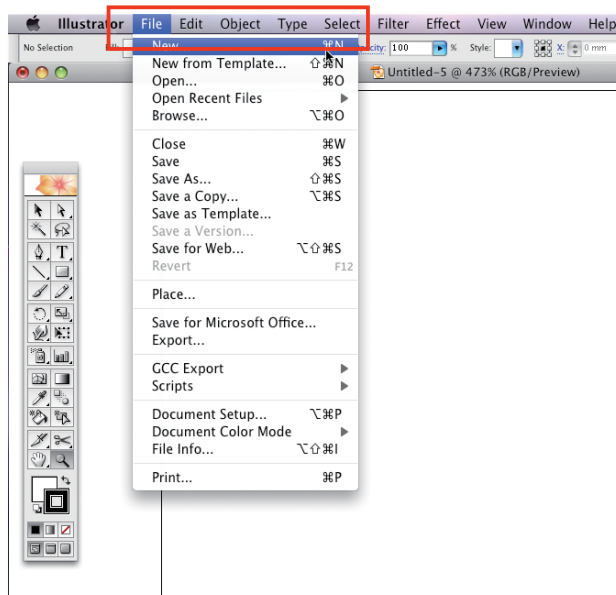 Illustrator File Edit Object Type Select Filter Effect View Window Help
No Selection 100 % Style: X: 0 mm
Untitled-5 @ 473% (RGB/Preview)
New... ⌘N
New from Template... ⇧⌘N
Open... ⌘O
Open Recent Files
Browse... ⌥⌘O
Close ⌘W
Save ⌘S
Save As... ⇧⌘S
Save a Copy... ⌥⌘S
Save as Template...
Save a Version...
Save for Web... ⌥⇧⌘S
Revert F12
Place...
Save for Microsoft Office...
Export...
GCC Export
Scripts
Document Setup... ⌥⌘P
Document Color Mode
File Info... ⌥⇧⌘I
Print... ⌘P
T